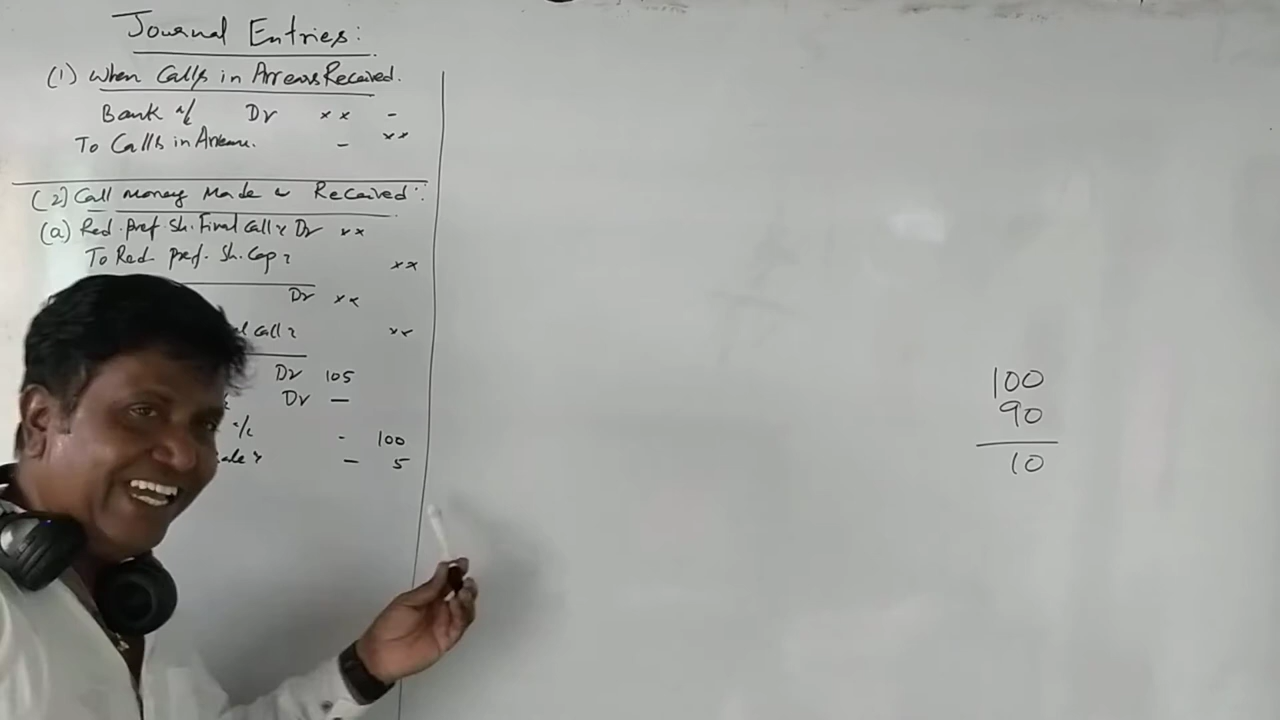 Journal Entries:
(1) When Calls in Arrears Received.
Bank a/c Dr xx -
To Calls in Arrears. - xx
(2) Call money Made & Received:
(a) Red. Pref. Sh. Final Call Dr xx
To Red. Pref. Sh. Cap xx
Dr xx
call xx
Dr 105
Dr —
a/c - 100
— 5
100
90
10